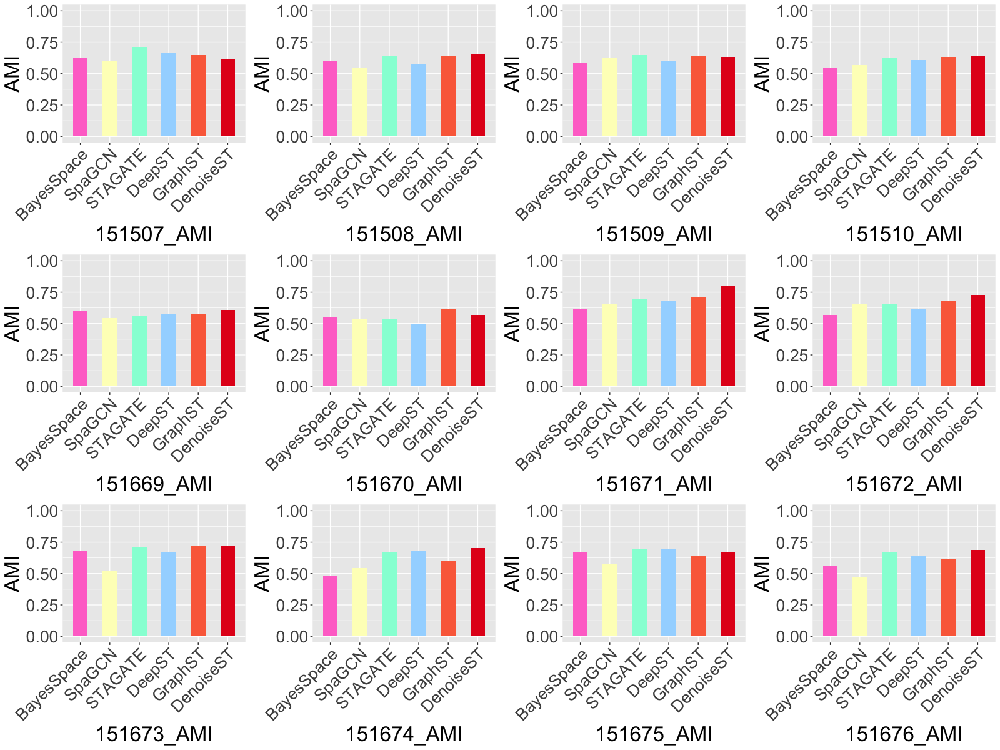 AMI
1.00
0.75
0.50
0.25
0.00
BayesSpace
SpaGCN
STAGATE
DeepST
GraphST
DenoiseST
151507_AMI
AMI
1.00
0.75
0.50
0.25
0.00
BayesSpace
SpaGCN
STAGATE
DeepST
GraphST
DenoiseST
151508_AMI
AMI
1.00
0.75
0.50
0.25
0.00
BayesSpace
SpaGCN
STAGATE
DeepST
GraphST
DenoiseST
151509_AMI
AMI
1.00
0.75
0.50
0.25
0.00
BayesSpace
SpaGCN
STAGATE
DeepST
GraphST
DenoiseST
151510_AMI
AMI
1.00
0.75
0.50
0.25
0.00
BayesSpace
SpaGCN
STAGATE
DeepST
GraphST
DenoiseST
151669_AMI
AMI
1.00
0.75
0.50
0.25
0.00
BayesSpace
SpaGCN
STAGATE
DeepST
GraphST
DenoiseST
151670_AMI
AMI
1.00
0.75
0.50
0.25
0.00
BayesSpace
SpaGCN
STAGATE
DeepST
GraphST
DenoiseST
151671_AMI
AMI
1.00
0.75
0.50
0.25
0.00
BayesSpace
SpaGCN
STAGATE
DeepST
GraphST
DenoiseST
151672_AMI
AMI
1.00
0.75
0.50
0.25
0.00
BayesSpace
SpaGCN
STAGATE
DeepST
GraphST
DenoiseST
151673_AMI
AMI
1.00
0.75
0.50
0.25
0.00
BayesSpace
SpaGCN
STAGATE
DeepST
GraphST
DenoiseST
151674_AMI
AMI
1.00
0.75
0.50
0.25
0.00
BayesSpace
SpaGCN
STAGATE
DeepST
GraphST
DenoiseST
151675_AMI
AMI
1.00
0.75
0.50
0.25
0.00
BayesSpace
SpaGCN
STAGATE
DeepST
GraphST
DenoiseST
151676_AMI